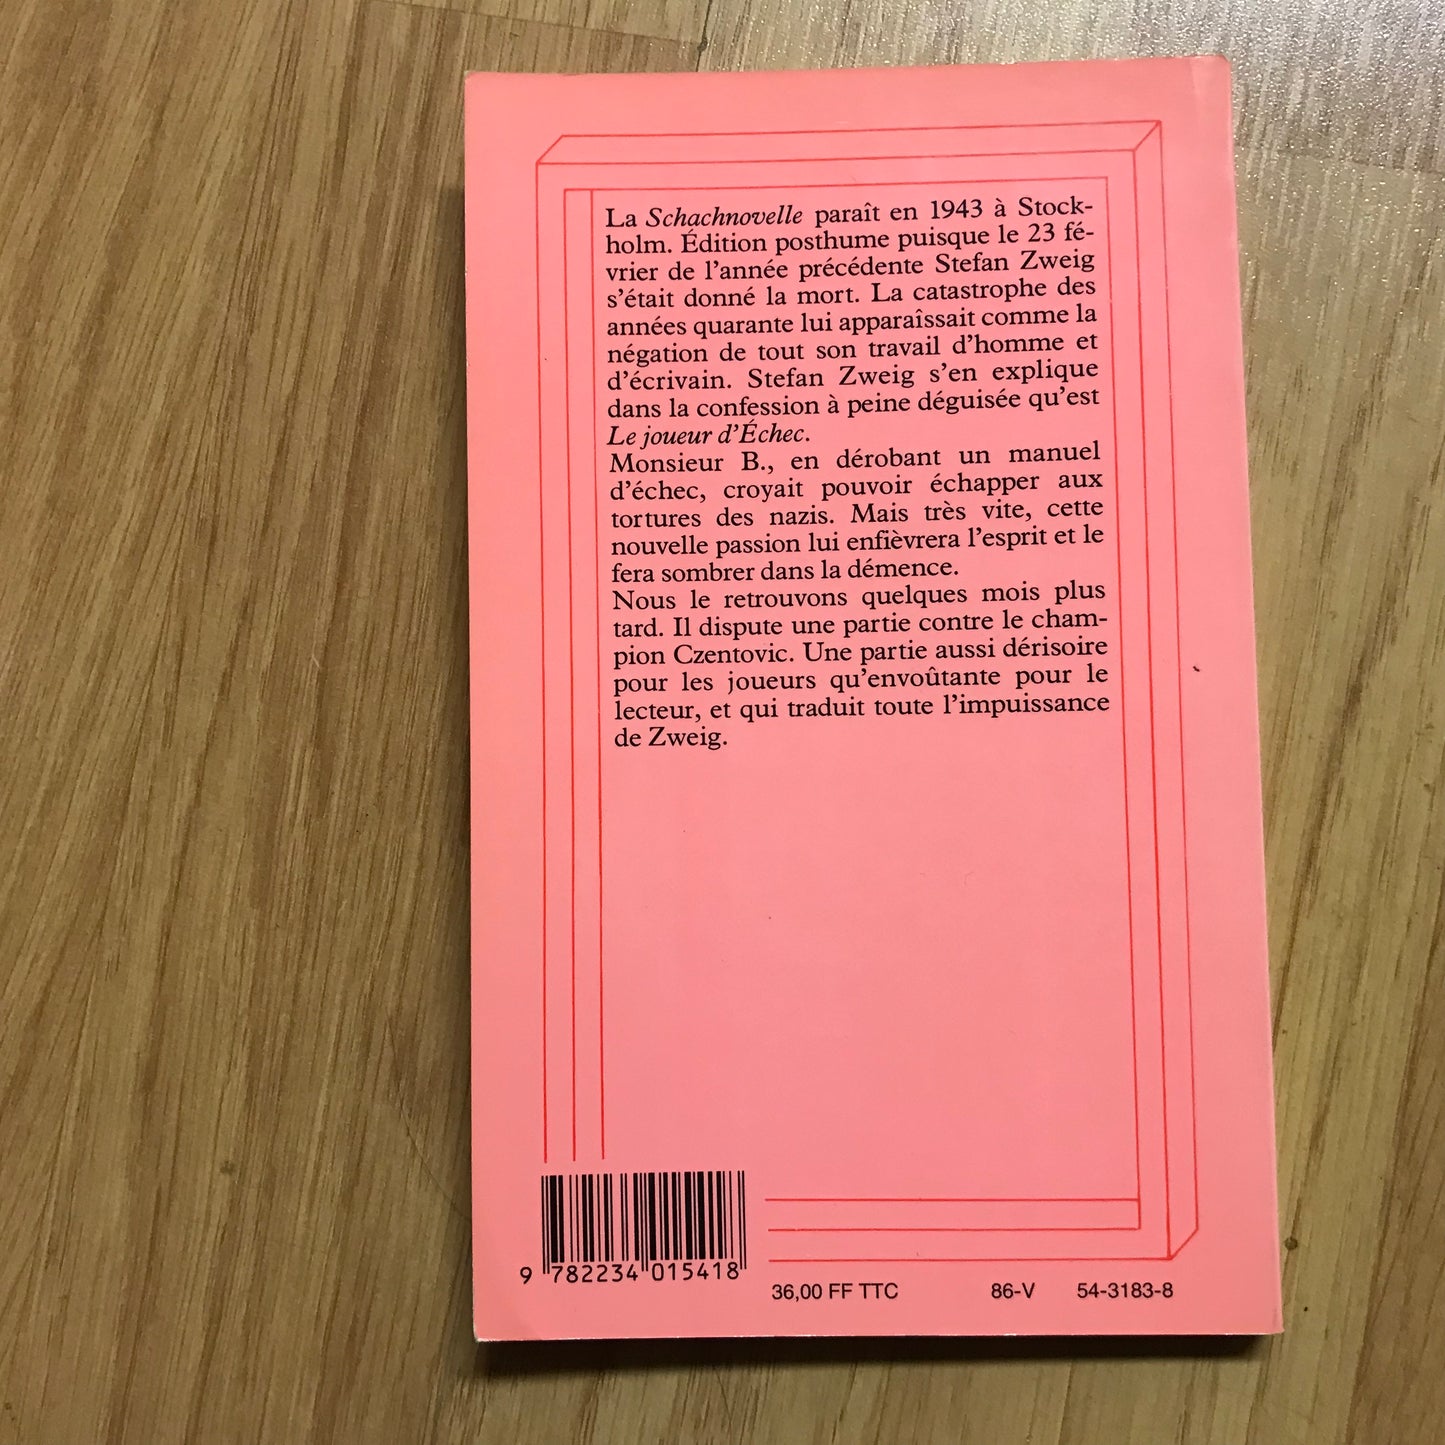 La Schachnovelle paraît en 1943 à Stock-
holm. Édition posthume puisque le 23 fé-
vrier de l'année précédente Stefan Zweig
s'était donné la mort. La catastrophe des
années quarante lui apparaîssait comme la
négation de tout son travail d'homme et
d'écrivain. Stefan Zweig s'en explique
dans la confession à peine déguisée qu'est
Le joueur d'Échec.
Monsieur B., en dérobant un manuel
d'échec, croyait pouvoir échapper aux
tortures des nazis. Mais très vite, cette
nouvelle passion lui enfièvrera l'esprit et le
fera sombrer dans la démence.
Nous le retrouvons quelques mois plus
tard. Il dispute une partie contre le cham-
pion Czentovic. Une partie aussi dérisoire
pour les joueurs qu'envoûtante pour le
lecteur, et qui traduit toute l'impuissance
de Zweig.
9 782234 015418
36,00 FF TTC 86-V 54-3183-8